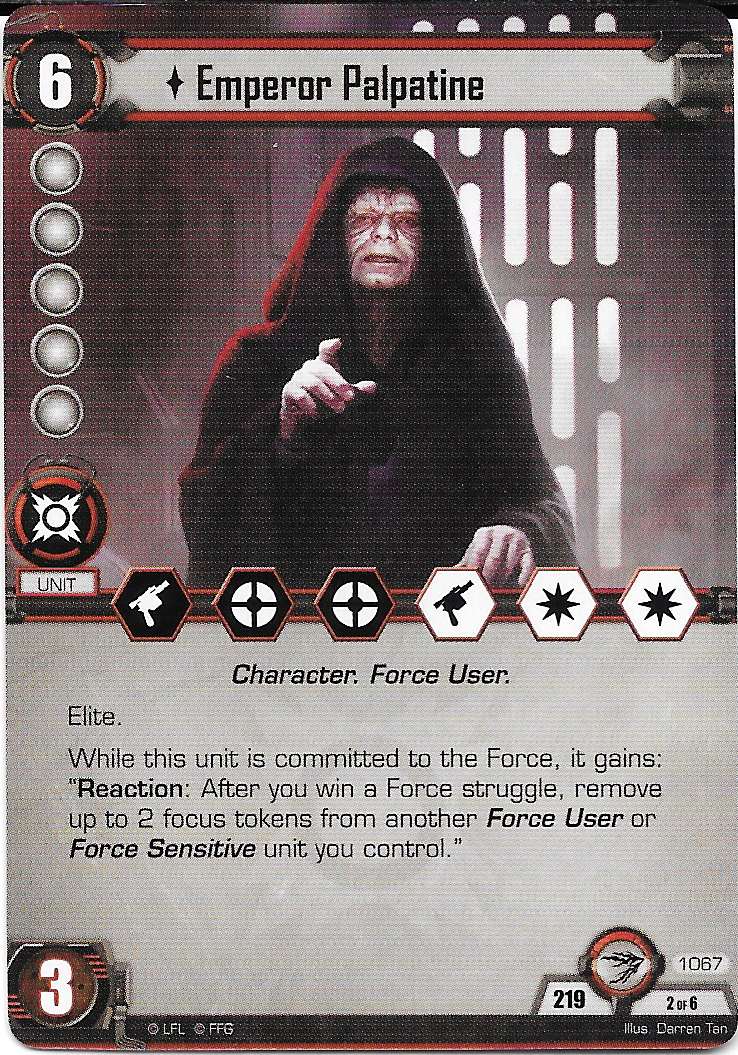 6
Emperor Palpatine
UNIT
Character. Force User.
Elite.
While this unit is committed to the Force, it gains:
"Reaction: After you win a Force struggle, remove
up to 2 focus tokens from another Force User or
Force Sensitive unit you control."
3
1067
219
2 OF 6
© LFL © FFG
Illus. Darren Tan